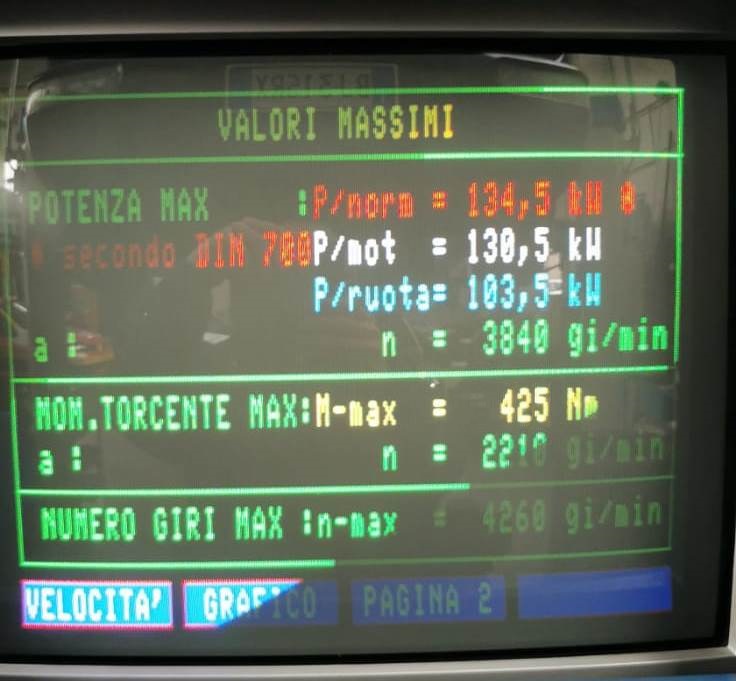 VALORI MASSIMI
POTENZA MAX :P/norm = 134,5 kW *
* secondo DIN 700 P/mot = 130,5 kW
P/ruota= 103,5 kW
a : n = 3840 gi/min
MOM.TORCENTE MAX:M-max = 425 Nm
a : n = 2210 gi/min
NUMERO GIRI MAX :n-max = 4260 gi/min
VELOCITA' GRAFICO PAGINA 2